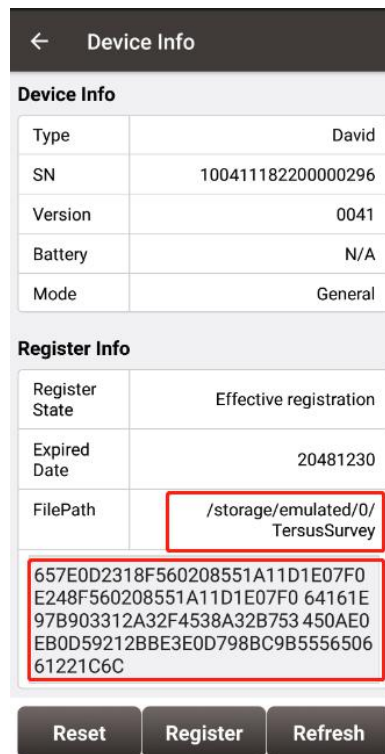 ← Device Info
Device Info
Type David
SN 100411182200000296
Version 0041
Battery N/A
Mode General
Register Info
Register
State Effective registration
Expired
Date 20481230
FilePath /storage/emulated/0/
TersusSurvey
657E0D2318F560208551A11D1E07F0
E248F560208551A11D1E07F0 64161E
97B903312A32F4538A32B753 450AE0
EB0D59212BBE3E0D798BC9B5556506
61221C6C
Reset Register Refresh